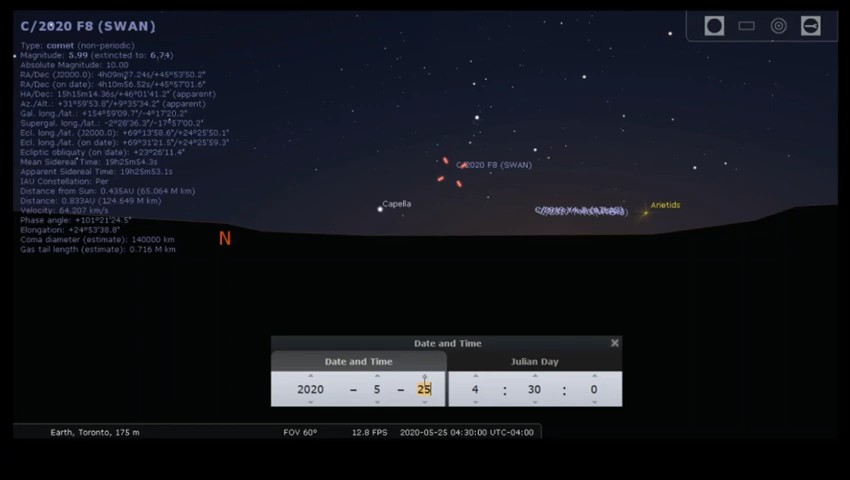 C/2020 F8 (SWAN)
Type: comet (non-periodic)
Magnitude: 5.99 (extincted to: 6.74)
Absolute Magnitude: 10.00
RA/Dec (J2000.0): 4h09m27.24s/+45°53'50.2"
RA/Dec (on date): 4h10m56.52s/+45°57'01.6"
HA/Dec: 15h15m14.36s/+46°01'41.2" (apparent)
Az./Alt.: +31°59'53.8"/+9°35'34.2" (apparent)
Gal. long./lat.: +154°59'09.7"/-4°17'20.2"
Supergal. long./lat.: -2°28'36.3"/-17°57'00.2"
Ecl. long./lat. (J2000.0): +69°13'58.6"/+24°25'50.1"
Ecl. long./lat. (on date): +69°31'21.5"/+24°25'59.3"
Ecliptic obliquity (on date): +23°26'11.4"
Mean Sidereal Time: 19h25m54.3s
Apparent Sidereal Time: 19h25m53.1s
IAU Constellation: Per
Distance from Sun: 0.435AU (65.064 M km)
Distance: 0.833AU (124.649 M km)
Velocity: 64.207 km/s
Phase angle: +101°21'24.5"
Elongation: +24°53'38.8"
Coma diameter (estimate): 140000 km
Gas tail length (estimate): 0.716 M km
C/2020 F8 (SWAN)
Capella
Arietids
N
Date and Time
Date and Time Julian Day
2020 - 5 - 25 4 : 30 : 0
Earth, Toronto, 175 m FOV 60° 12.8 FPS 2020-05-25 04:30:00 UTC-04:00